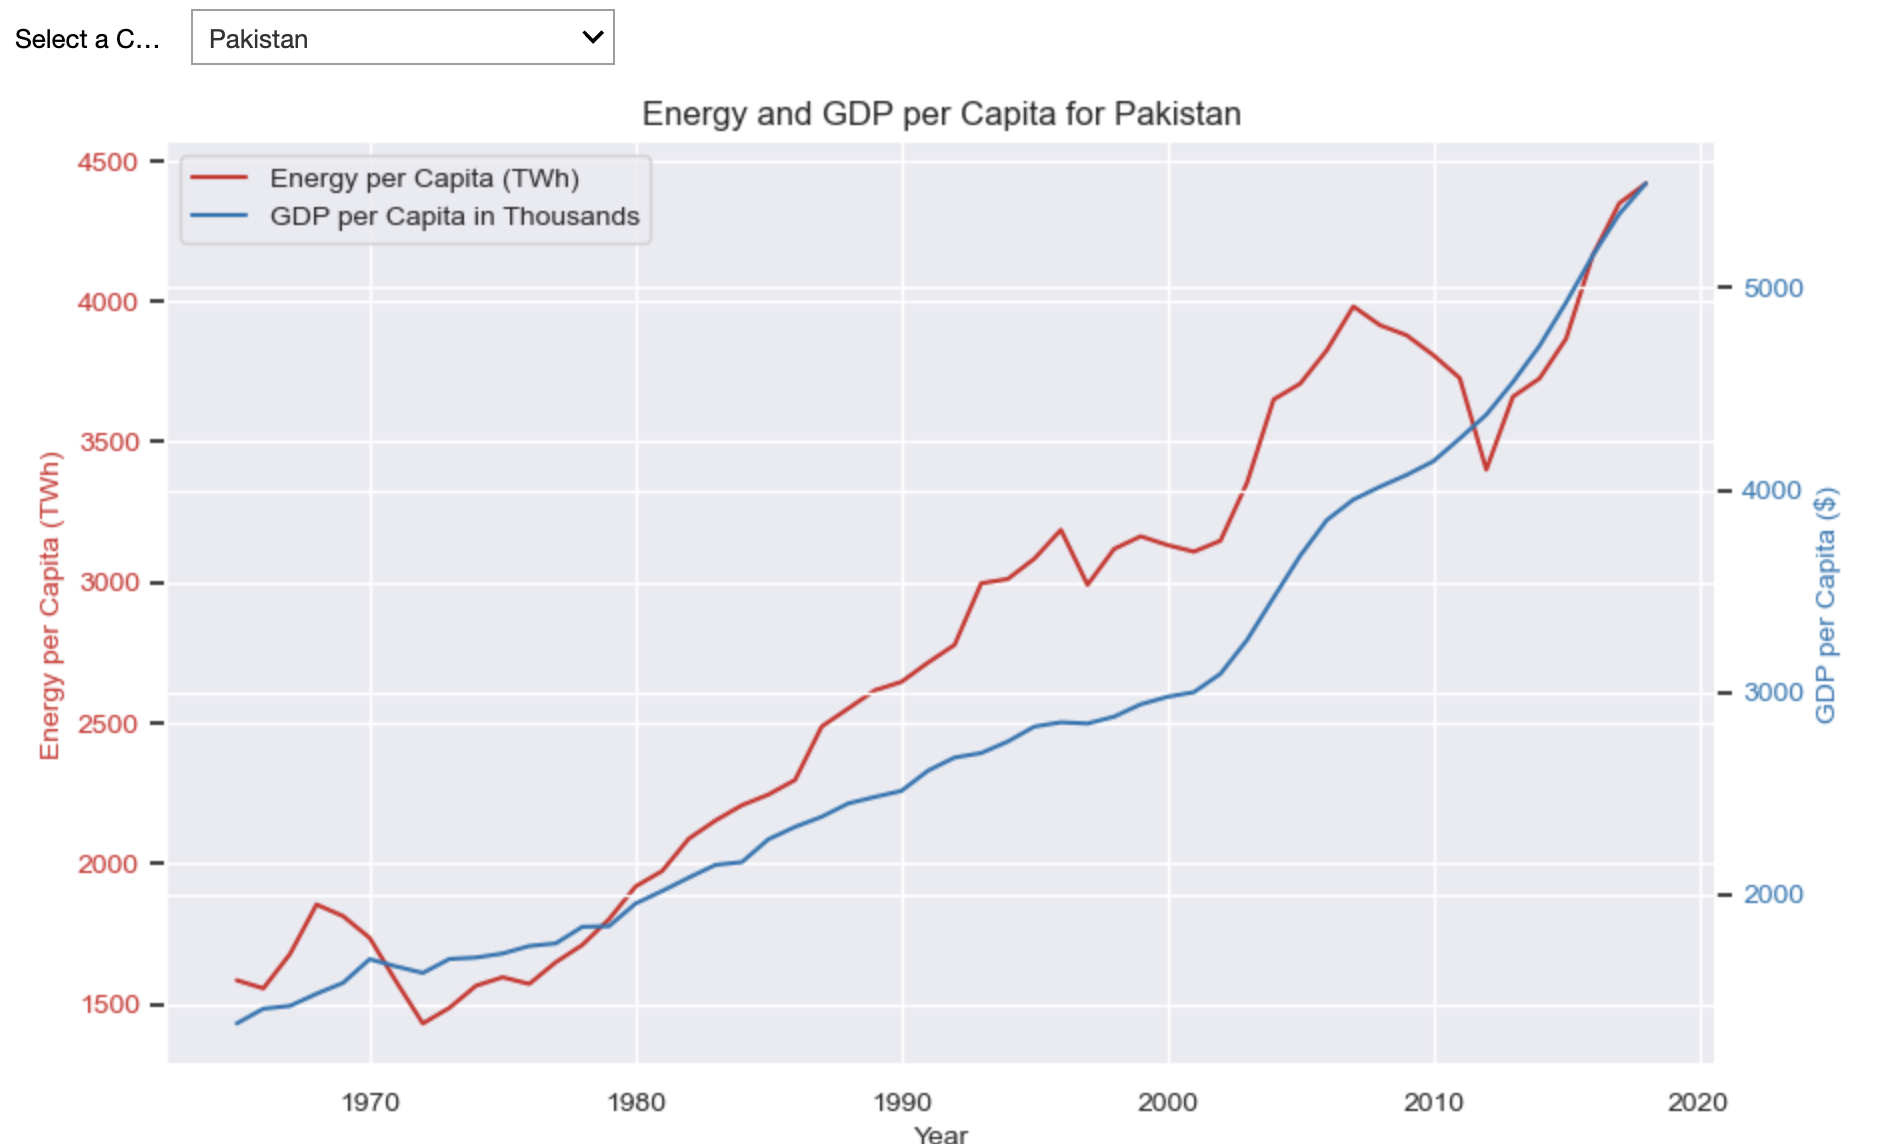 Select a C... Pakistan
Energy and GDP per Capita for Pakistan
Energy per Capita (TWh)
GDP per Capita in Thousands
4500
4000
3500
3000
2500
2000
1500
Energy per Capita (TWh)
5000
4000
3000
2000
GDP per Capita ($)
1970 1980 1990 2000 2010 2020
Year